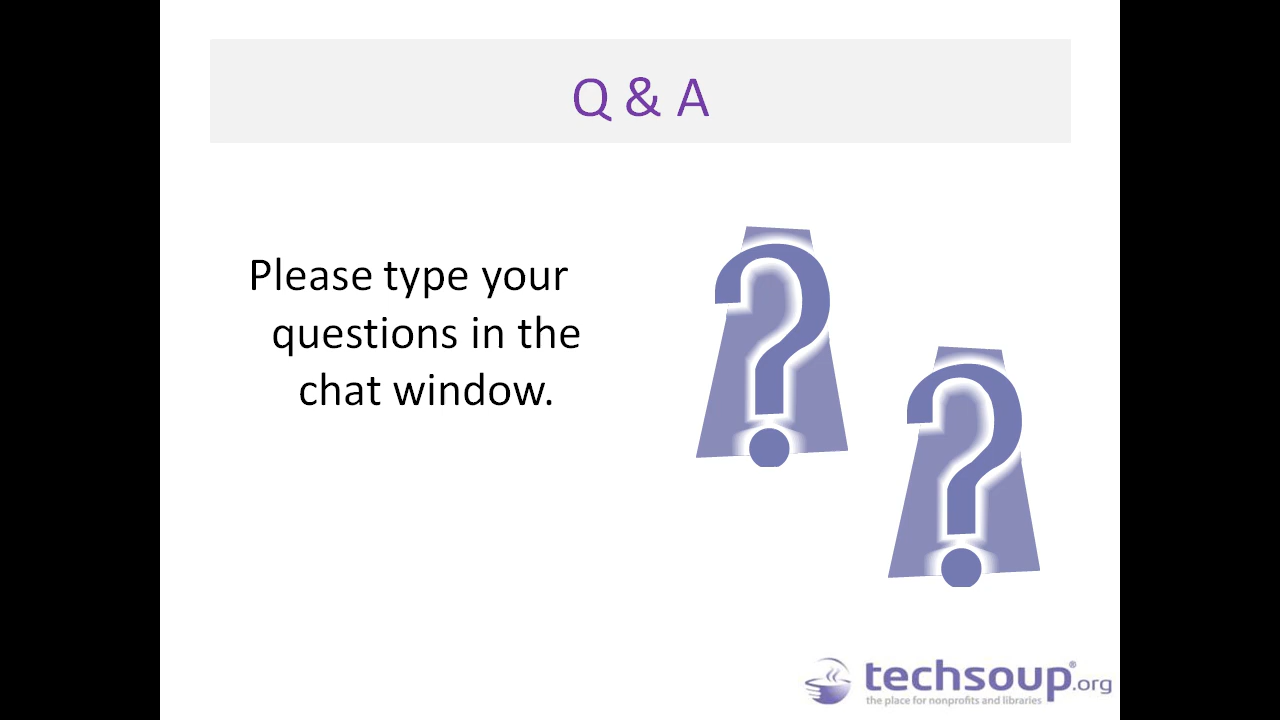 Q & A
Please type your
questions in the
chat window.
techsoup®.org
the place for nonprofits and libraries